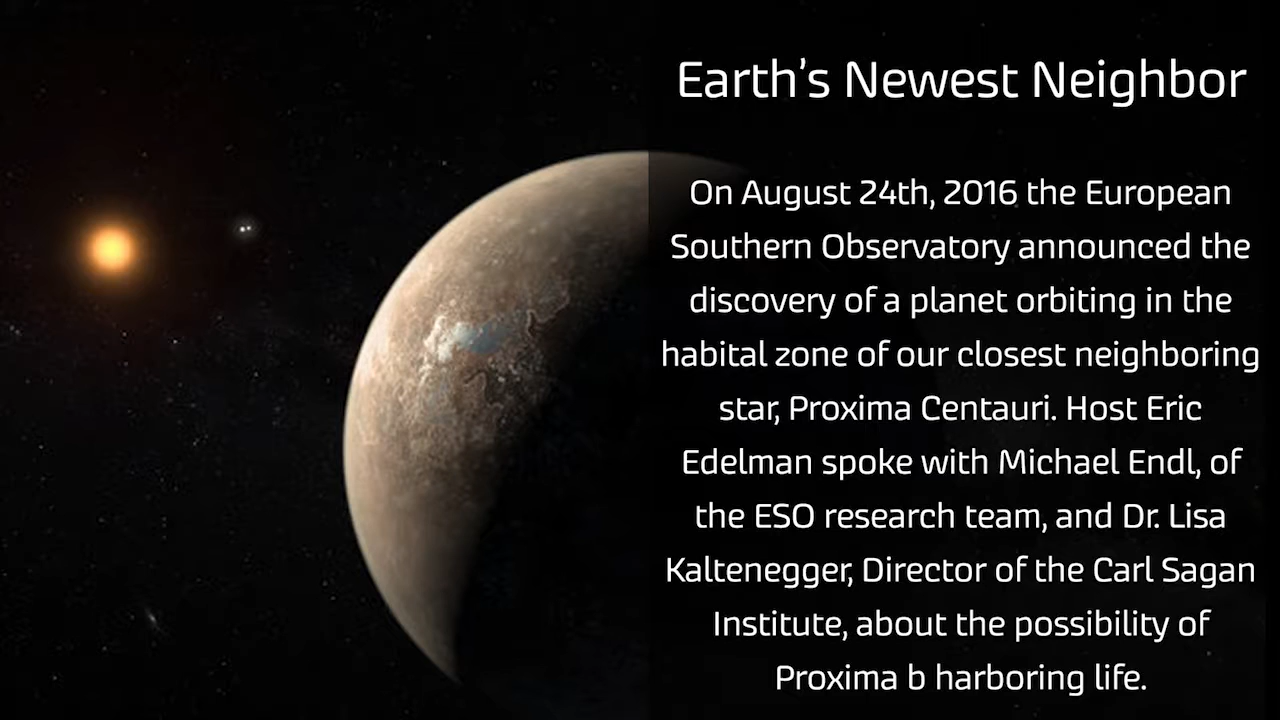 Earth's Newest Neighbor
On August 24th, 2016 the European
Southern Observatory announced the
discovery of a planet orbiting in the
habital zone of our closest neighboring
star, Proxima Centauri. Host Eric
Edelman spoke with Michael Endl, of
the ESO research team, and Dr. Lisa
Kaltenegger, Director of the Carl Sagan
Institute, about the possibility of
Proxima b harboring life.